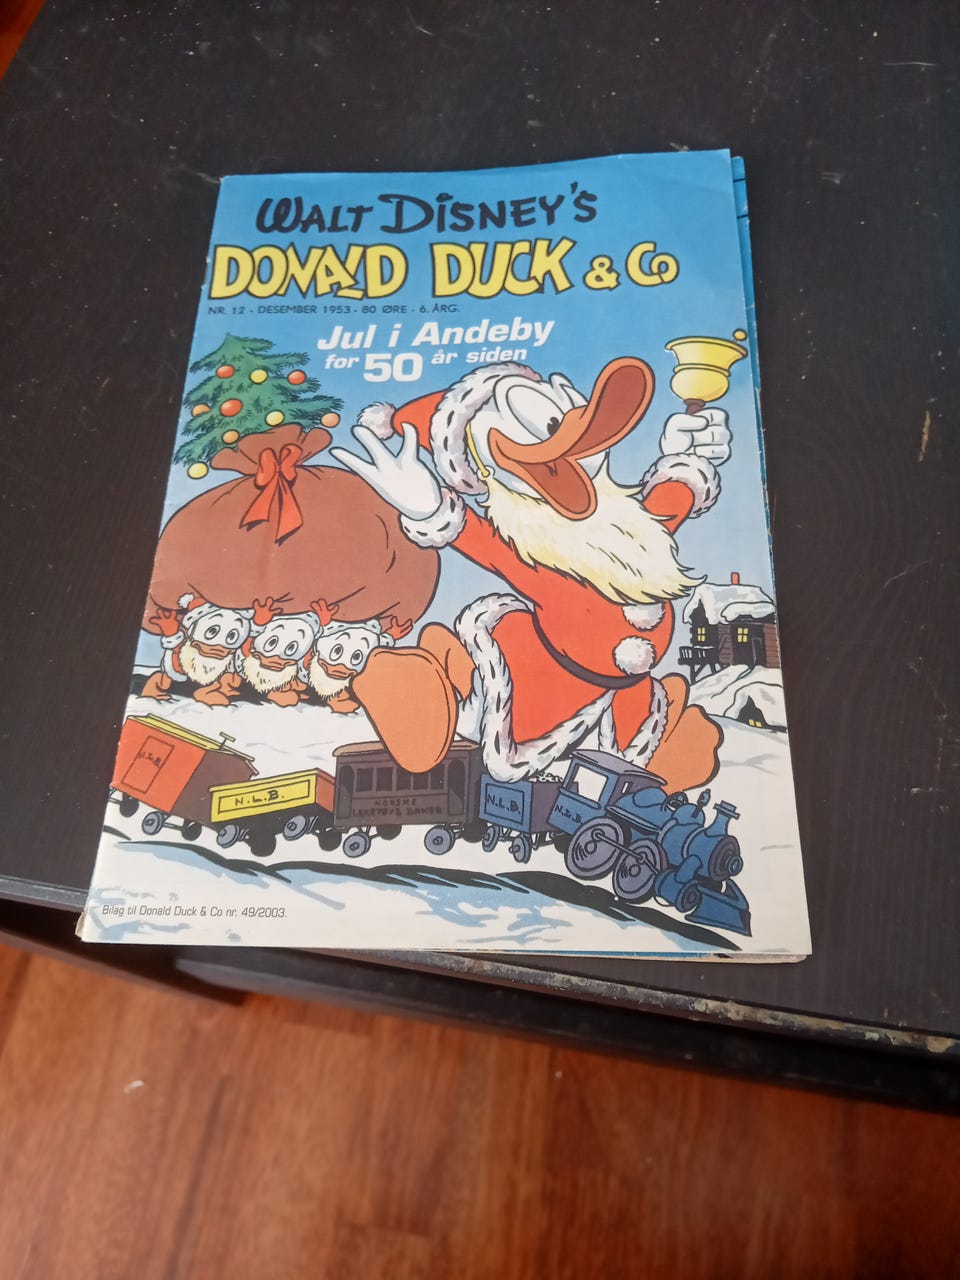 WALT DISNEY'S
DONALD DUCK & Co
NR. 12 · DESEMBER 1953 · 80 ØRE · 6. ÅRG.
Jul i Andeby
for 50 år siden
N.L.B.
N.L.B.
NORSKE
LEKETØYS BANER
N.L.B.
N.L.B.
Bilag til Donald Duck & Co nr. 49/2003.